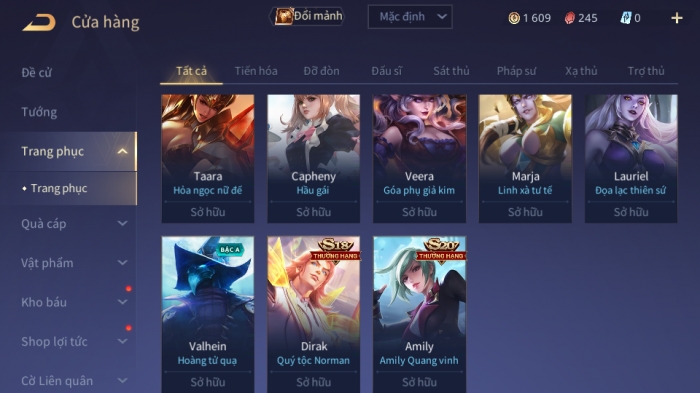 Cửa hàng
Đổi mảnh
Mặc định
1 609
245
0
Đề cử
Tướng
Trang phục
Trang phục
Quà cáp
Vật phẩm
Kho báu
Shop lợi tức
Cờ Liên quân
Tất cả Tiến hóa Đỡ đòn Đấu sĩ Sát thủ Pháp sư Xạ thủ Trợ thủ
Taara
Hỏa ngọc nữ đế
Sở hữu
Capheny
Hầu gái
Sở hữu
Veera
Góa phụ giả kim
Sở hữu
Marja
Linh xà tư tế
Sở hữu
Lauriel
Đọa lạc thiên sứ
Sở hữu
BẬC A
Valhein
Hoàng tử quạ
Sở hữu
S18
THƯỞNG HẠNG
Dirak
Quý tộc Norman
Sở hữu
S20
THƯỞNG HẠNG
Amily
Amily Quang vinh
Sở hữu